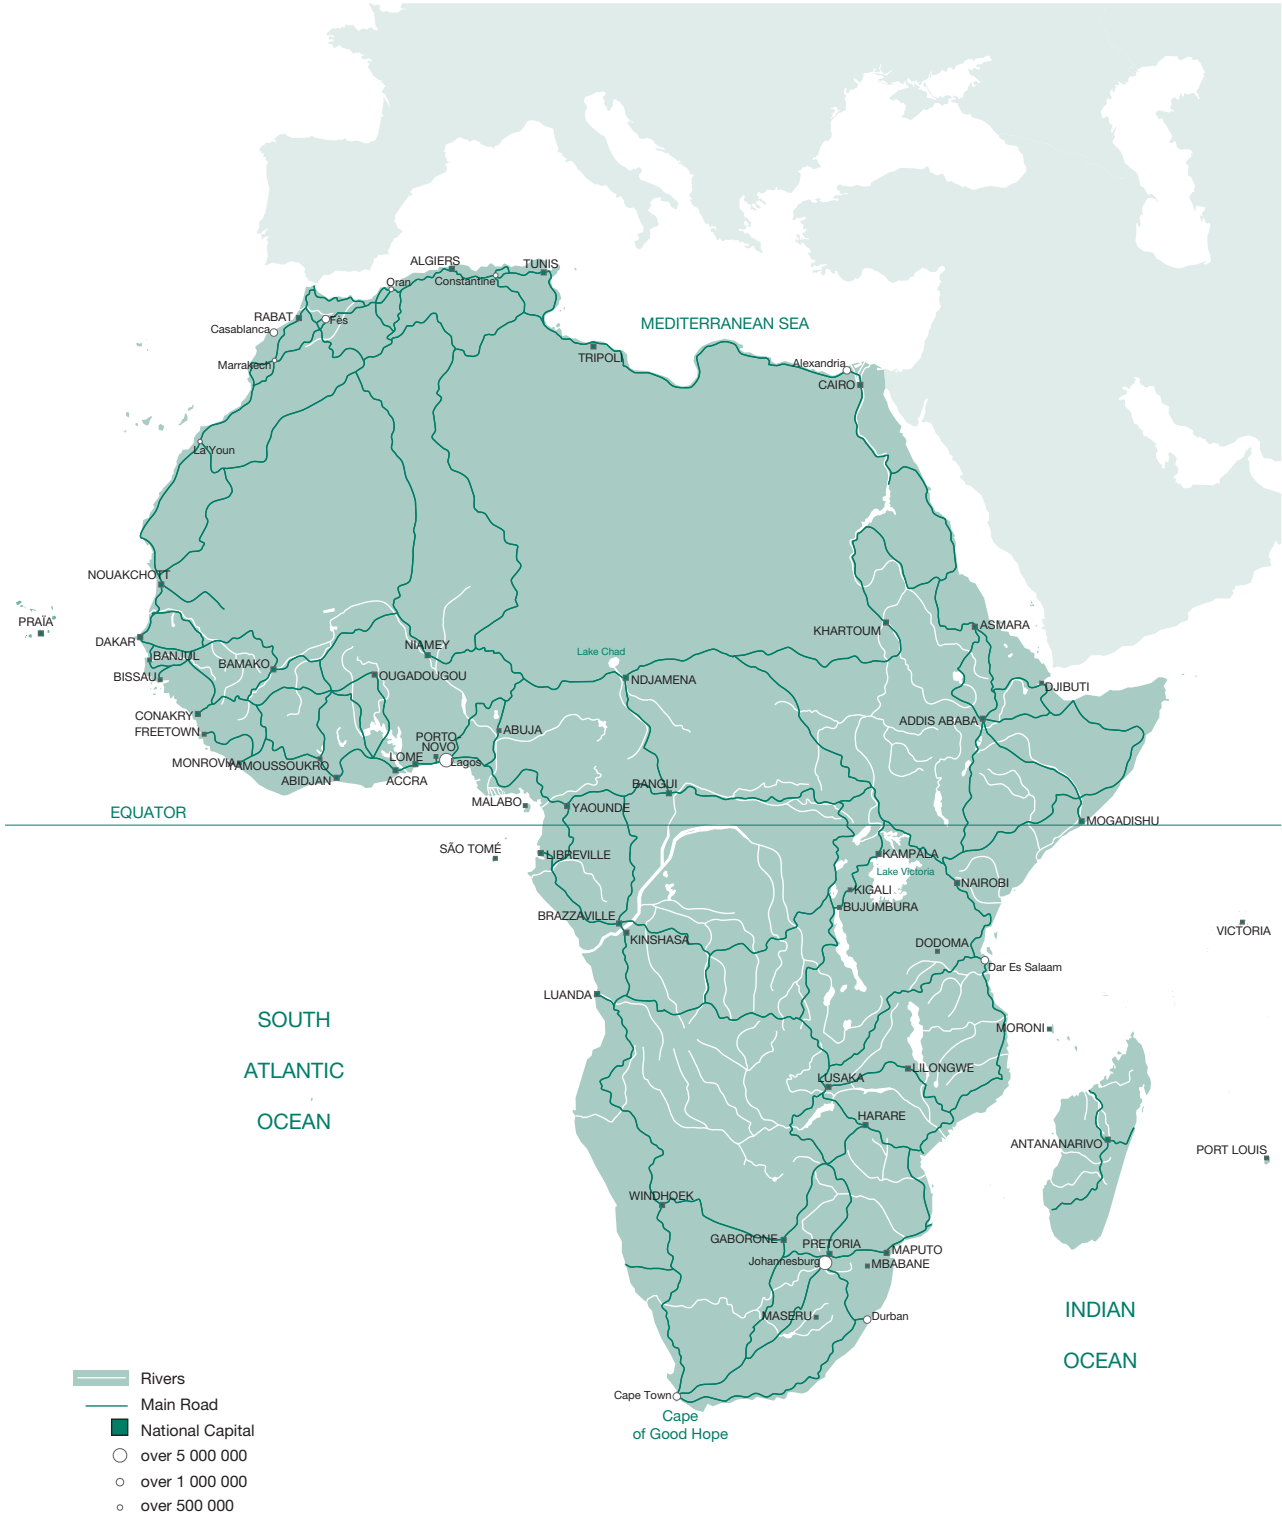 ALGIERS
TUNIS
Oran
Constantine
RABAT
Fès
Casablanca
MEDITERRANEAN SEA
TRIPOLI
Marrakech
Alexandria
CAIRO
La'Youn
NOUAKCHOTT
PRAÏA
DAKAR
KHARTOUM
ASMARA
NIAMEY
Lake Chad
BANJUL
BAMAKO
BISSAU
OUGADOUGOU
NDJAMENA
DJIBUTI
CONAKRY
ADDIS ABABA
FREETOWN
ABUJA
PORTO-
NOVO
LOME
Lagos
MONROVIA
YAMOUSSOUKRO
ABIDJAN
ACCRA
BANGUI
MALABO
YAOUNDE
EQUATOR
MOGADISHU
SÃO TOMÉ
LIBREVILLE
KAMPALA
Lake Victoria
NAIROBI
KIGALI
BUJUMBURA
BRAZZAVILLE
VICTORIA
KINSHASA
DODOMA
Dar Es Salaam
LUANDA
SOUTH
ATLANTIC
OCEAN
MORONI
LILONGWE
LUSAKA
HARARE
ANTANANARIVO
PORT LOUIS
WINDHOEK
GABORONE
PRETORIA
MAPUTO
Johannesburg
MBABANE
MASERU
Durban
INDIAN
OCEAN
Cape Town
Cape
of Good Hope
Rivers
Main Road
National Capital
over 5 000 000
over 1 000 000
over 500 000